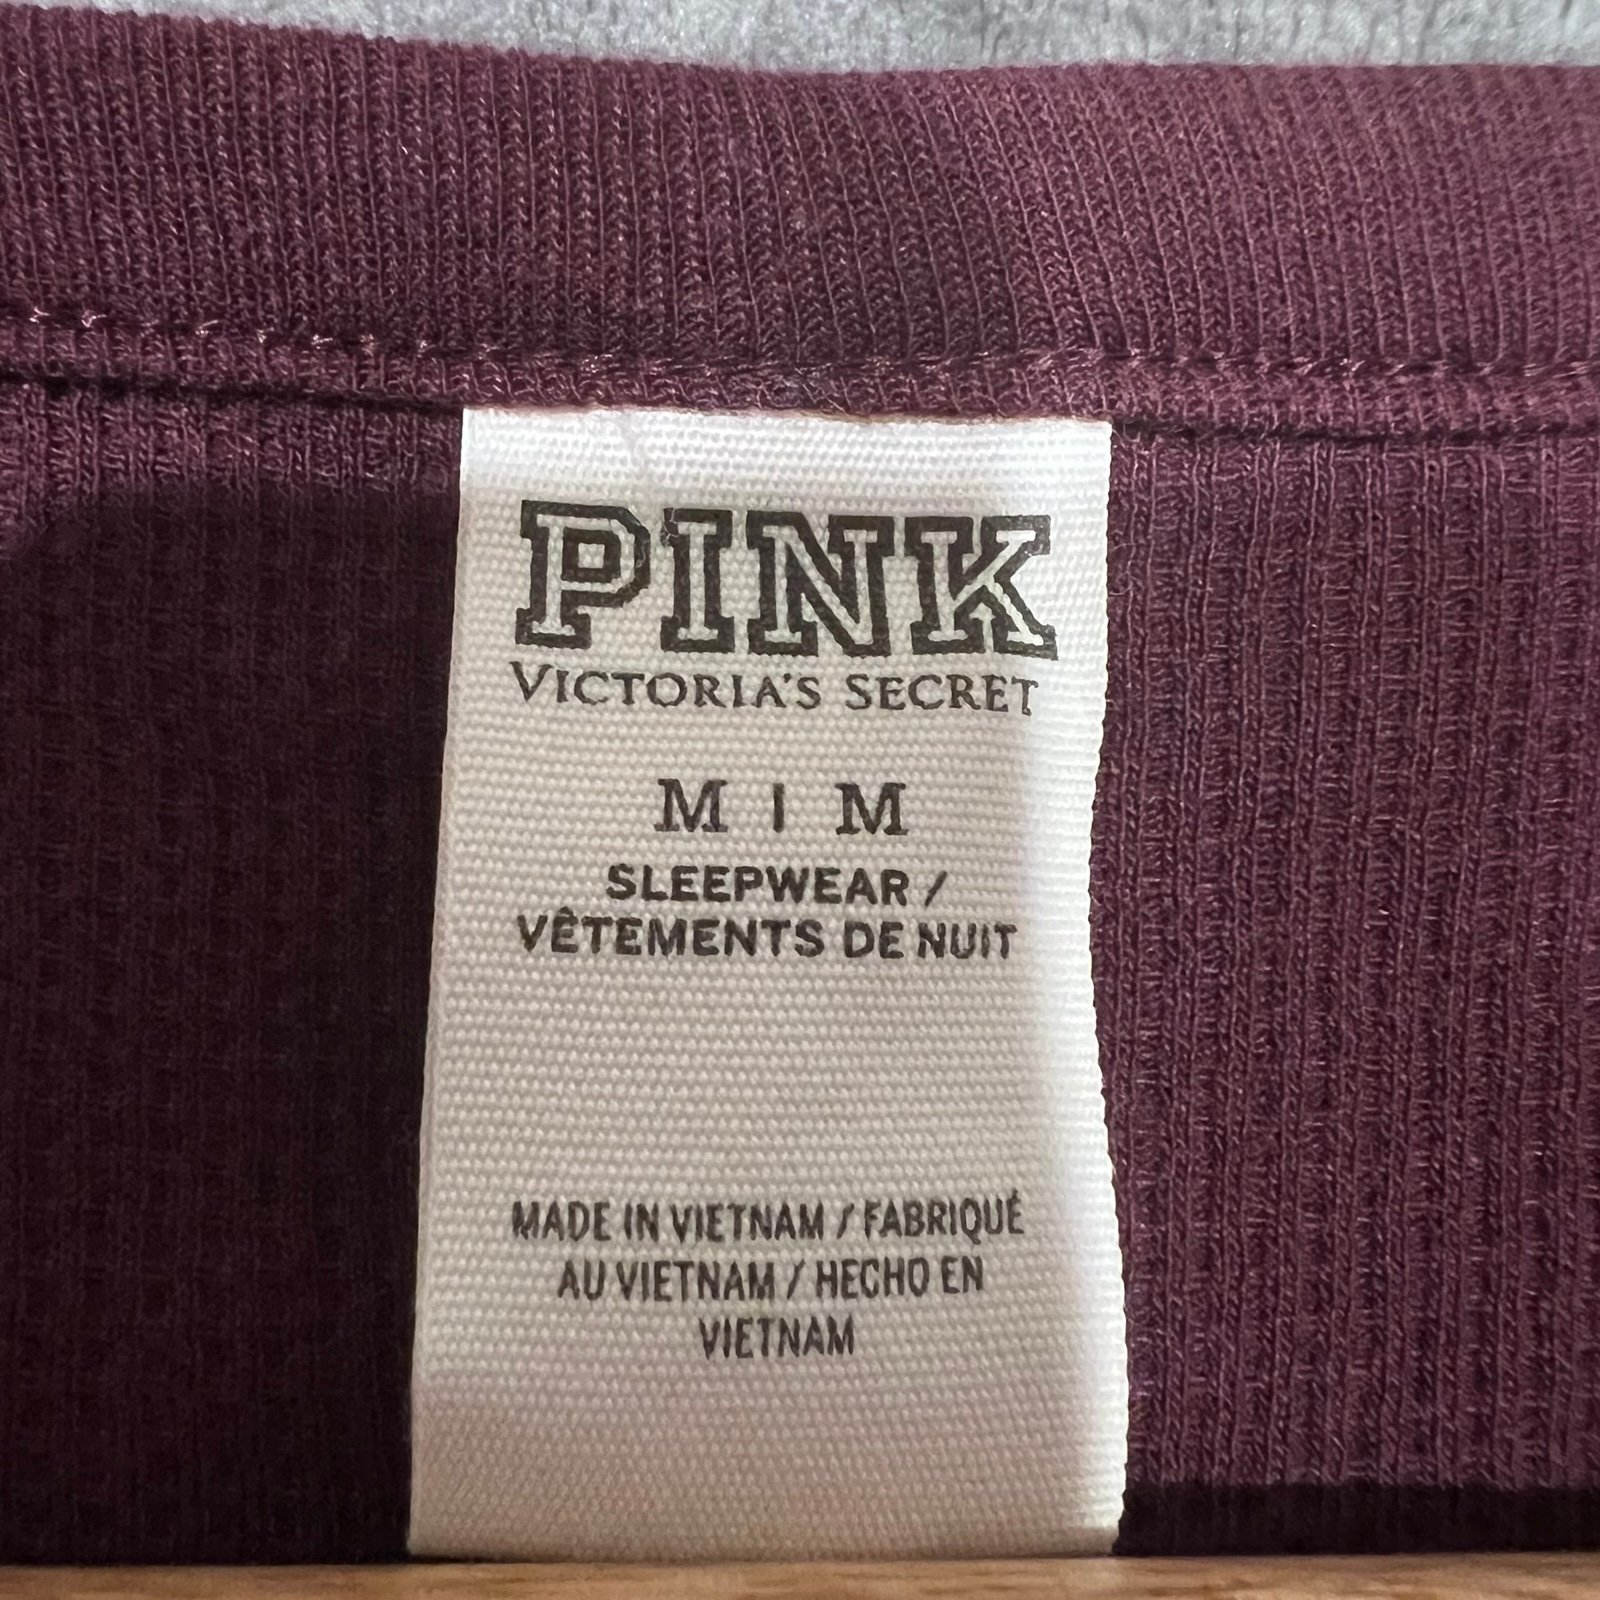 PINK
VICTORIA'S SECRET
M | M
SLEEPWEAR /
VÊTEMENTS DE NUIT
MADE IN VIETNAM / FABRIQUÉ
AU VIETNAM / HECHO EN
VIETNAM